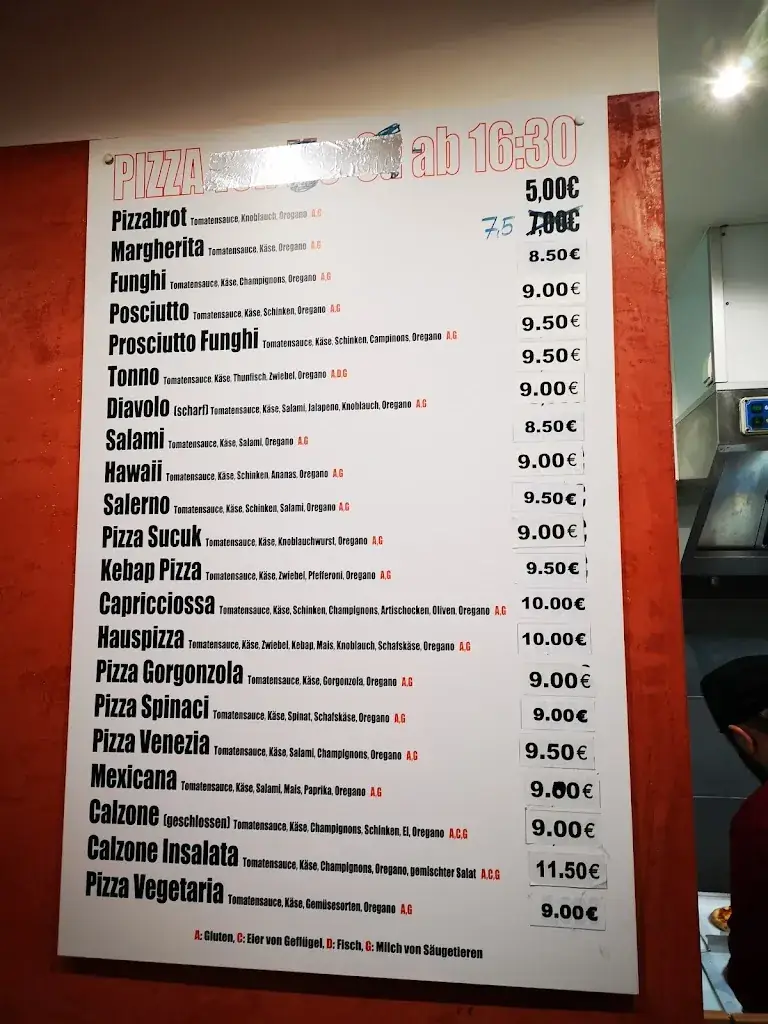 PIZZA ab 16:30
Pizzabrot Tomatensauce, Knoblauch, Oregano A,G 5,00€
Margherita Tomatensauce, Käse, Oregano A,G 7,5 7,00€
Funghi Tomatensauce, Käse, Champignons, Oregano A,G 8.50€
Posciutto Tomatensauce, Käse, Schinken, Oregano A,G 9.00€
Prosciutto Funghi Tomatensauce, Käse, Schinken, Campinons, Oregano A,G 9.50€
Tonno Tomatensauce, Käse, Thunfisch, Zwiebel, Oregano A,D,G 9.50€
Diavolo (scharf) Tomatensauce, Käse, Salami, Jalapeno, Knoblauch, Oregano A,G 9.00€
Salami Tomatensauce, Käse, Salami, Oregano A,G 8.50€
Hawaii Tomatensauce, Käse, Schinken, Ananas, Oregano A,G 9.00€
Salerno Tomatensauce, Käse, Schinken, Salami, Oregano A,G 9.50€
Pizza Sucuk Tomatensauce, Käse, Knoblauchwurst, Oregano A,G 9.00€
Kebap Pizza Tomatensauce, Käse, Zwiebel, Pfefferoni, Oregano A,G 9.50€
Capricciossa Tomatensauce, Käse, Schinken, Champignons, Artischocken, Oliven, Oregano A,G 10.00€
Hauspizza Tomatensauce, Käse, Zwiebel, Kebap, Mais, Knoblauch, Schafskäse, Oregano A,G 10.00€
Pizza Gorgonzola Tomatensauce, Käse, Gorgonzola, Oregano A,G 9.00€
Pizza Spinaci Tomatensauce, Käse, Spinat, Schafskäse, Oregano A,G 9.00€
Pizza Venezia Tomatensauce, Käse, Salami, Champignons, Oregano A,G 9.50€
Mexicana Tomatensauce, Käse, Salami, Mais, Paprika, Oregano A,G 9.00€
Calzone (geschlossen) Tomatensauce, Käse, Champignons, Schinken, Ei, Oregano A,C,G 9.00€
Calzone Insalata Tomatensauce, Käse, Champignons, Oregano, gemischter Salat A,C,G 11.50€
Pizza Vegetaria Tomatensauce, Käse, Gemüsesorten, Oregano A,G 9.00€
A: Gluten, C: Eier von Geflügel, D: Fisch, G: Milch von Säugetieren